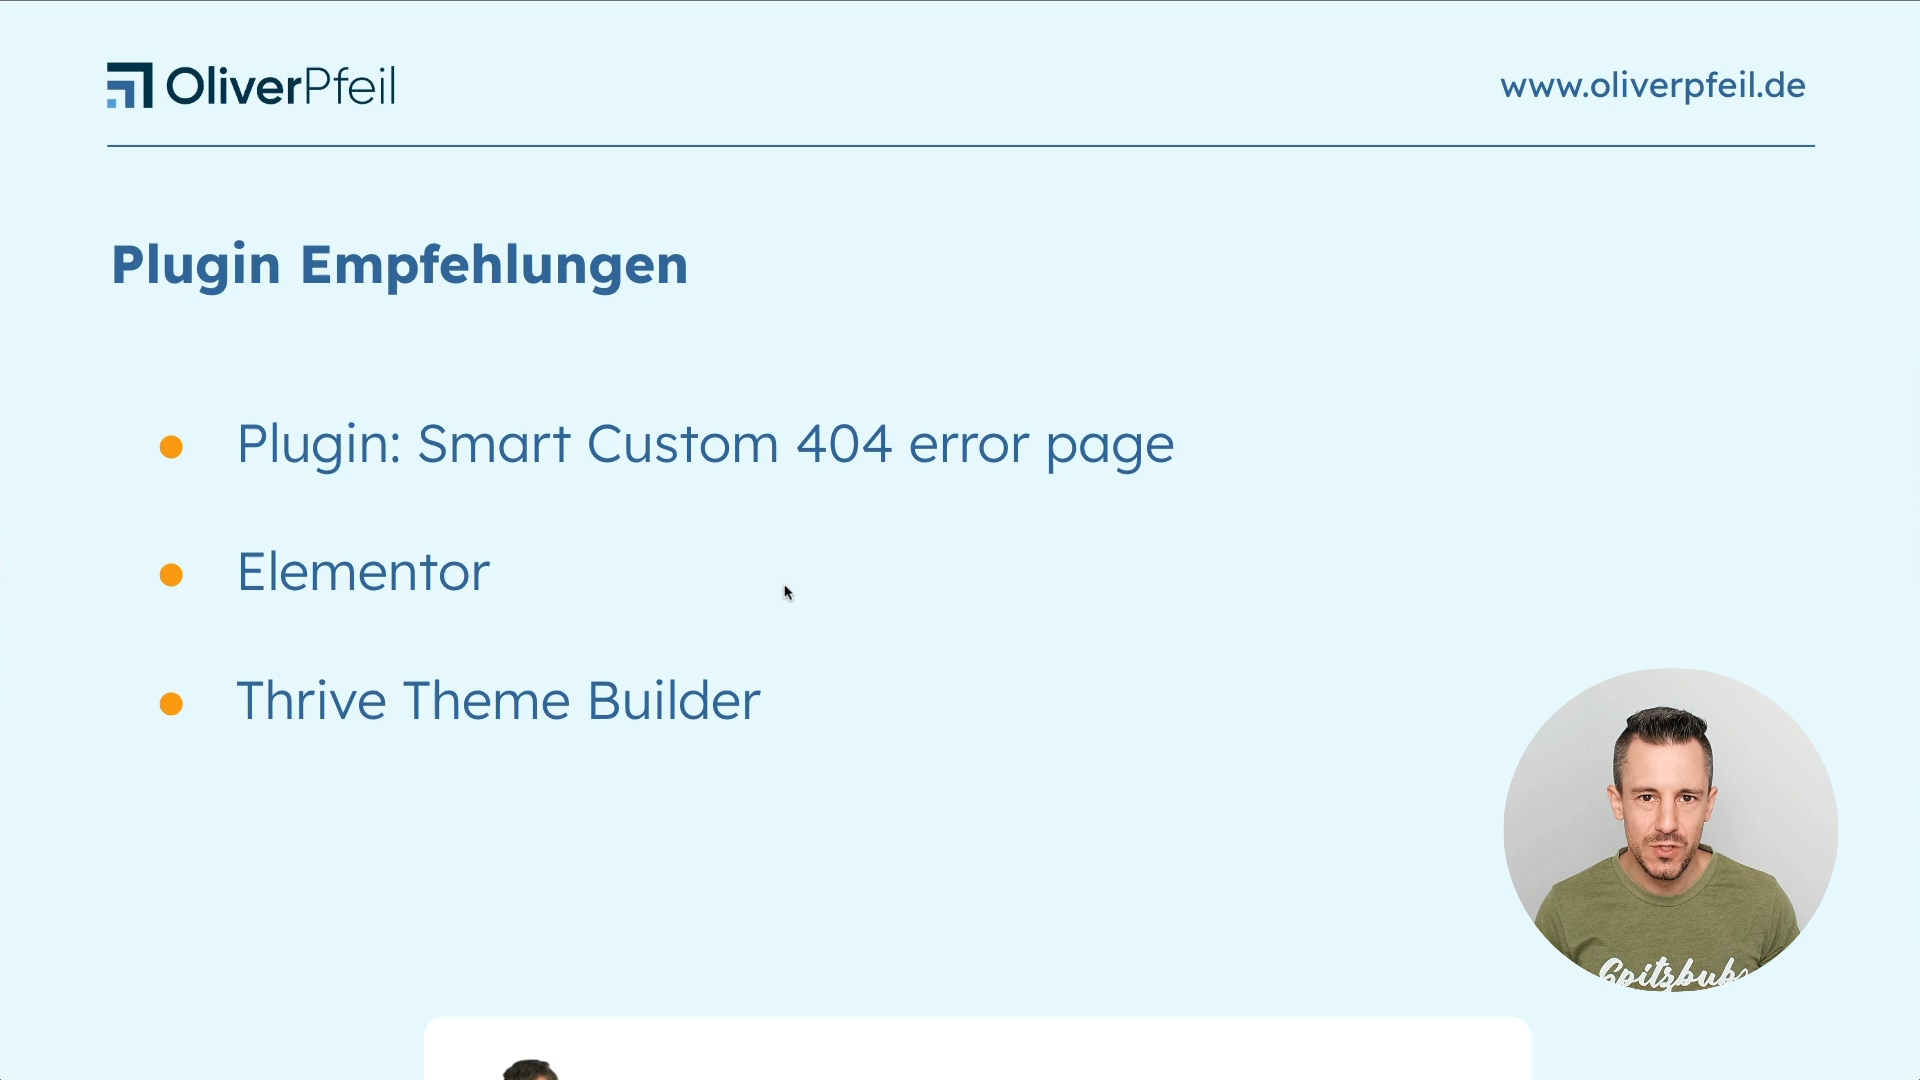 OliverPfeil
www.oliverpfeil.de
Plugin Empfehlungen
Plugin: Smart Custom 404 error page
Elementor
Thrive Theme Builder